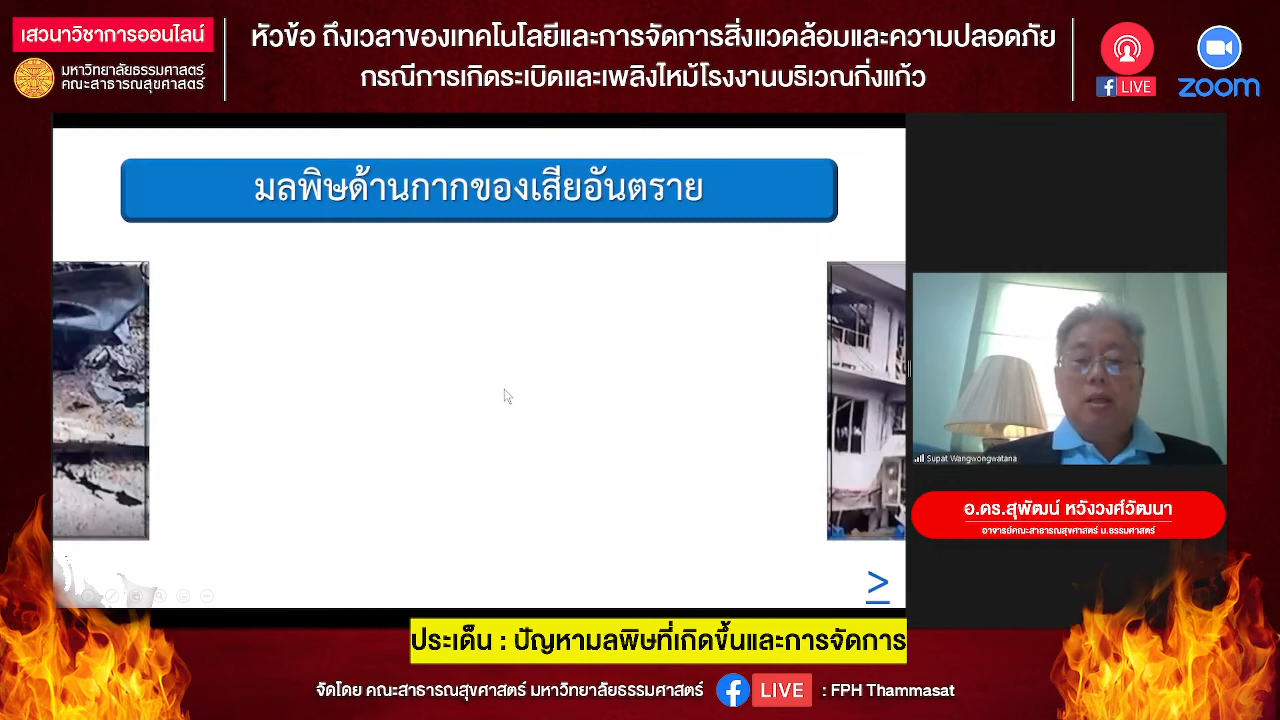 เสวนาวิชาการออนไลน์
มหาวิทยาลัยธรรมศาสตร์
คณะสาธารณสุขศาสตร์
หัวข้อ ถึงเวลาของเทคโนโลยีและการจัดการสิ่งแวดล้อมและความปลอดภัย
กรณีการเกิดระเบิดและเพลิงไหม้โรงงานบริเวณกิ่งแก้ว
LIVE
zoom
มลพิษด้านกากของเสียอันตราย
>
Supat Wangwongwatana
อ.ดร.สุพัฒน์ หวังวงศ์วัฒนา
อาจารย์คณะสาธารณสุขศาสตร์ ม.ธรรมศาสตร์
ประเด็น : ปัญหามลพิษที่เกิดขึ้นและการจัดการ
จัดโดย คณะสาธารณสุขศาสตร์ มหาวิทยาลัยธรรมศาสตร์ LIVE : FPH Thammasat